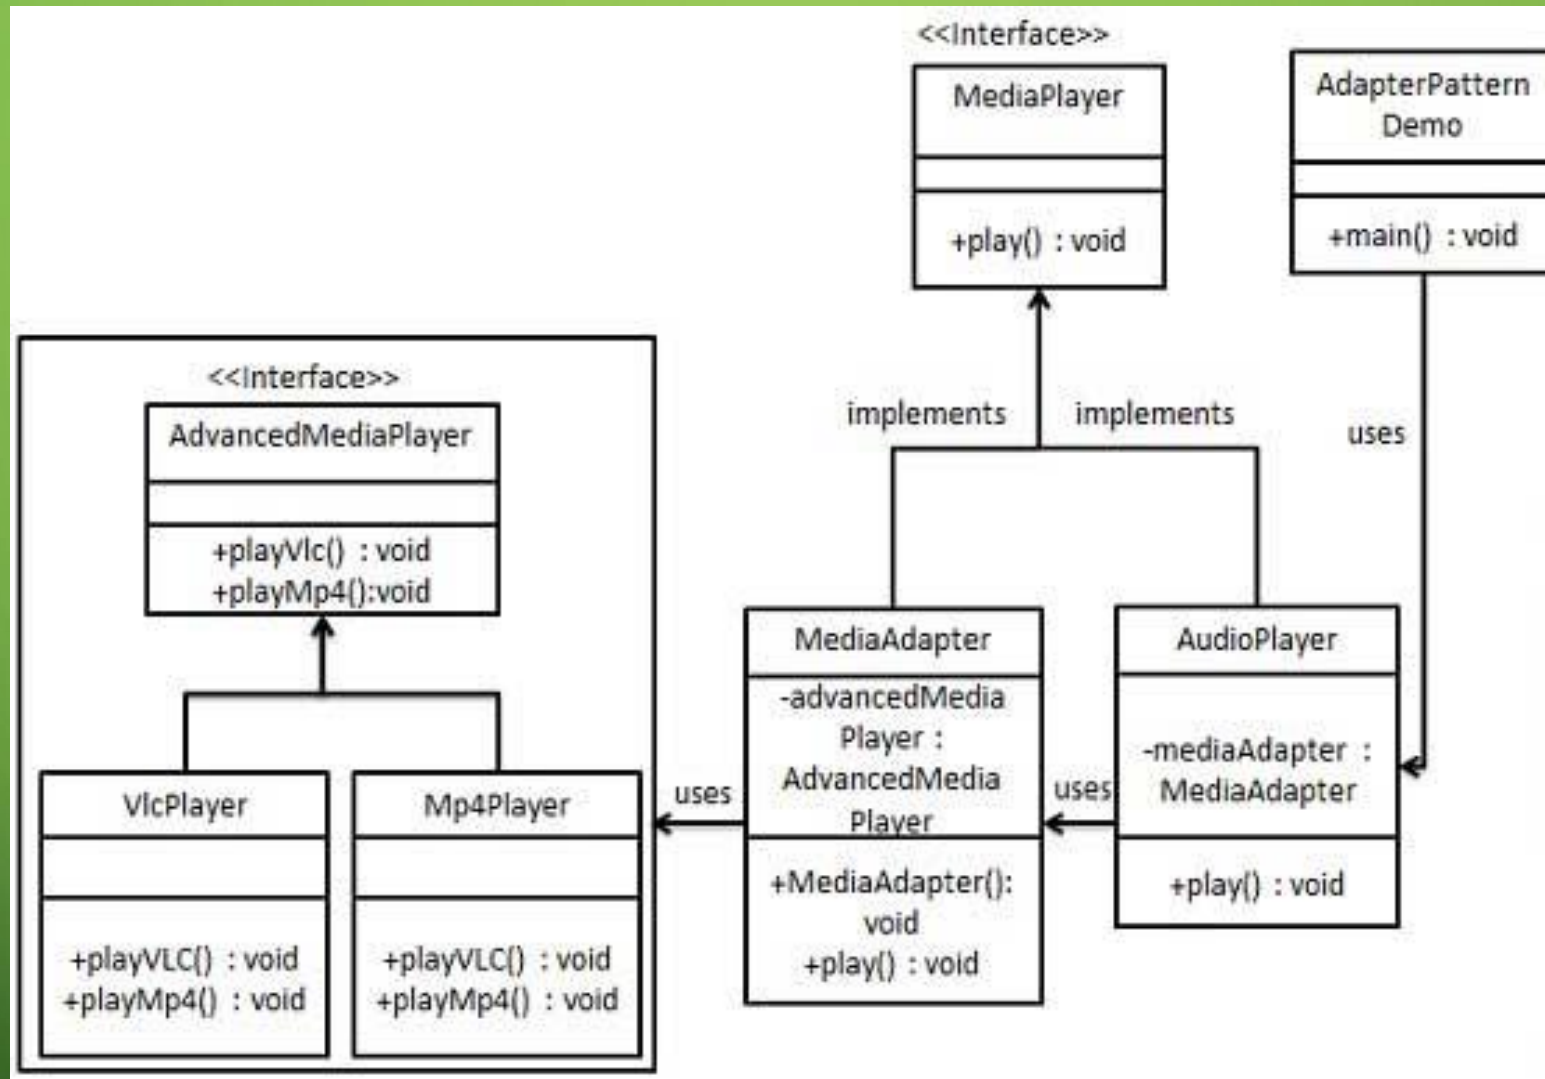 <<Interface>>
MediaPlayer
+play() : void
AdapterPattern
Demo
+main() : void
implements
implements
uses
<<Interface>>
AdvancedMediaPlayer
+playVlc() : void
+playMp4():void
VlcPlayer
+playVLC() : void
+playMp4() : void
Mp4Player
+playVLC() : void
+playMp4() : void
uses
MediaAdapter
-advancedMedia
Player :
AdvancedMedia
Player
+MediaAdapter():
void
+play() : void
uses
AudioPlayer
-mediaAdapter :
MediaAdapter
+play() : void